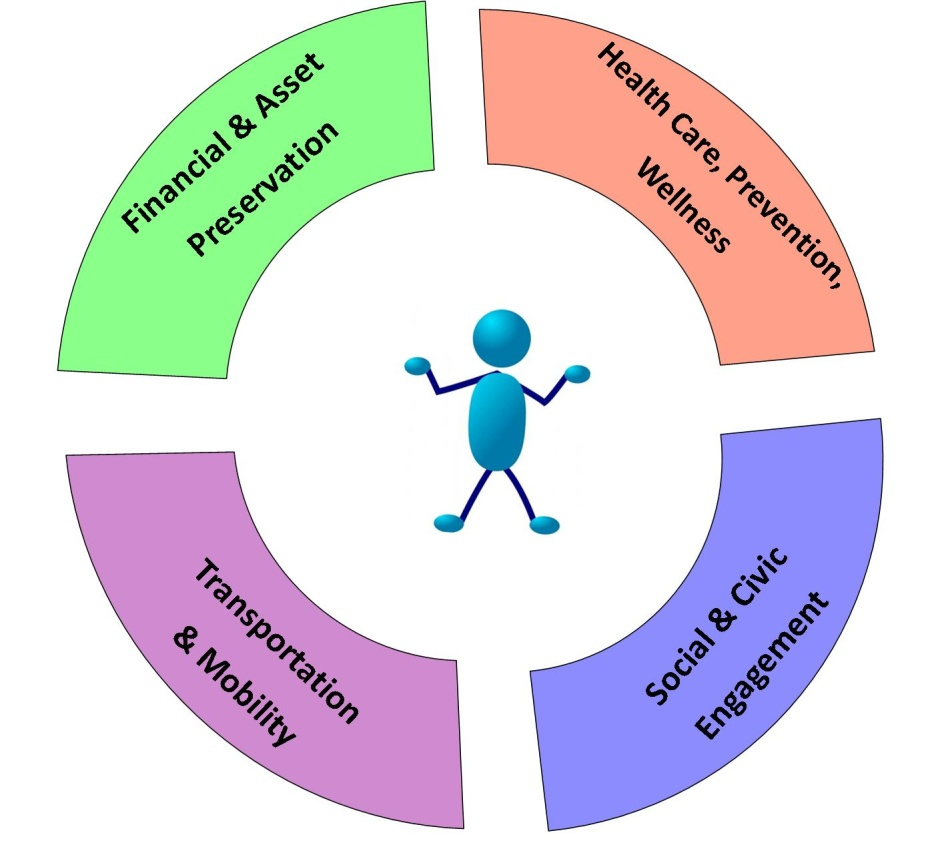 Financial & Asset
Preservation
Health Care, Prevention,
Wellness
Transportation
& Mobility
Social & Civic
Engagement